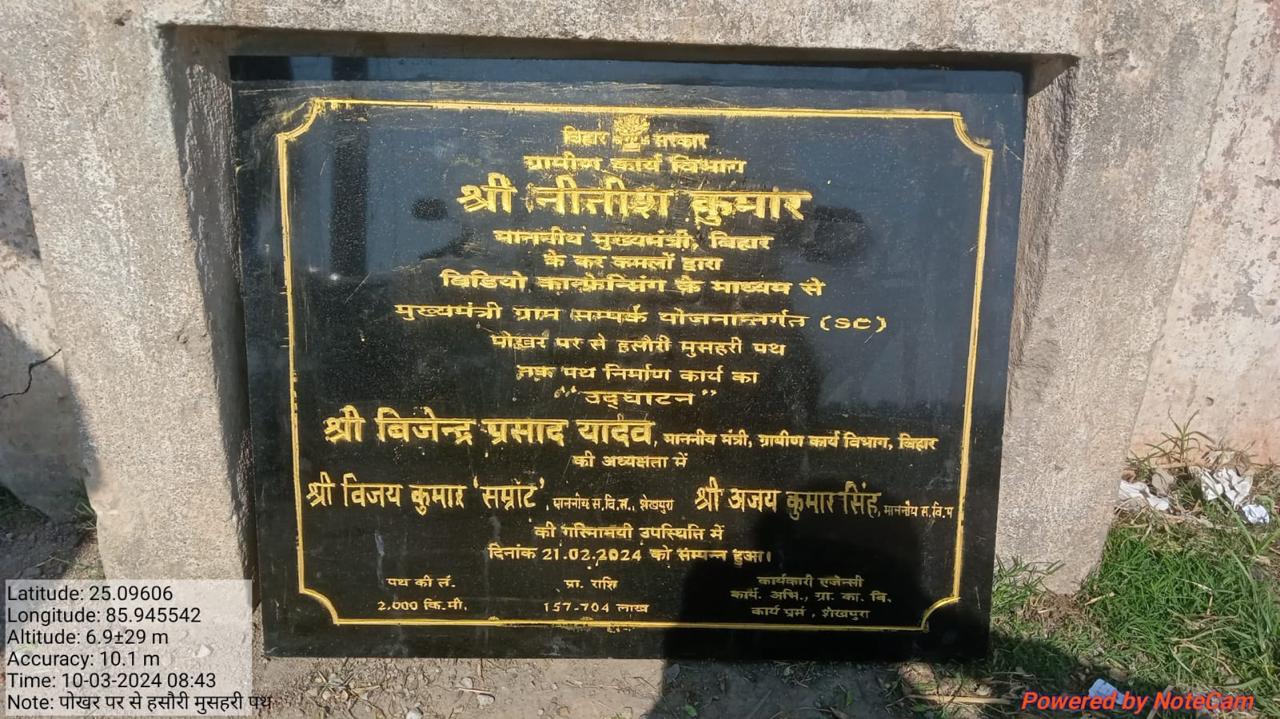 बिहार सरकार
ग्रामीण कार्य विभाग
श्री नीतीश कुमार
माननीय मुख्यमंत्री, बिहार
के कर कमलों द्वारा
विडियो कान्फ्रेन्सिंग के माध्यम से
मुख्यमंत्री ग्राम सम्पर्क योजनान्तर्गत (SC)
पोखर पर से हसौरी मुसहरी पथ
तक पथ निर्माण कार्य का
“उद्घाटन”
श्री बिजेन्द्र प्रसाद यादव, माननीय मंत्री, ग्रामीण कार्य विभाग, बिहार
की अध्यक्षता में
श्री विजय कुमार 'सम्राट', माननीय स.वि.स., शेखपुरा श्री अजय कुमार सिंह, माननीय स.वि.प
की गरिमामयी उपस्थिति में
दिनांक 21.02.2024 को सम्पन्न हुआ।
पथ की लं. प्रा. राशि कार्यकारी एजेन्सी
2.000 कि.मी. 157.704 लाख कार्य. अभि., ग्रा. का. वि.
कार्य प्रमं, शेखपुरा
Latitude: 25.09606
Longitude: 85.945542
Altitude: 6.9±29 m
Accuracy: 10.1 m
Time: 10-03-2024 08:43
Note: पोखर पर से हसौरी मुसहरी पथ
Powered by NoteCam